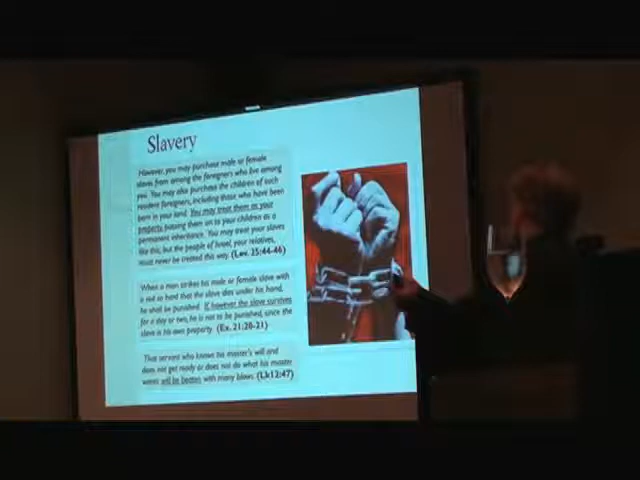 Slavery
However, you may purchase male or female
slaves from among the foreigners who live among
you. You may also purchase the children of such
resident foreigners, including those who have been
born in your land. You may treat them as your
property, passing them on to your children as a
permanent inheritance. You may treat your slaves
like this, but the people of Israel, your relatives,
must never be treated this way. (Lev. 25:44-46)
When a man strikes his male or female slave with
a rod so hard that the slave dies under his hand,
he shall be punished. If however the slave survives
for a day or two, he is not to be punished, since the
slave is his own property. (Ex. 21:20-21)
That servant who knows his master's will and
does not get ready or does not do what his master
wants will be beaten with many blows. (Lk12:47)